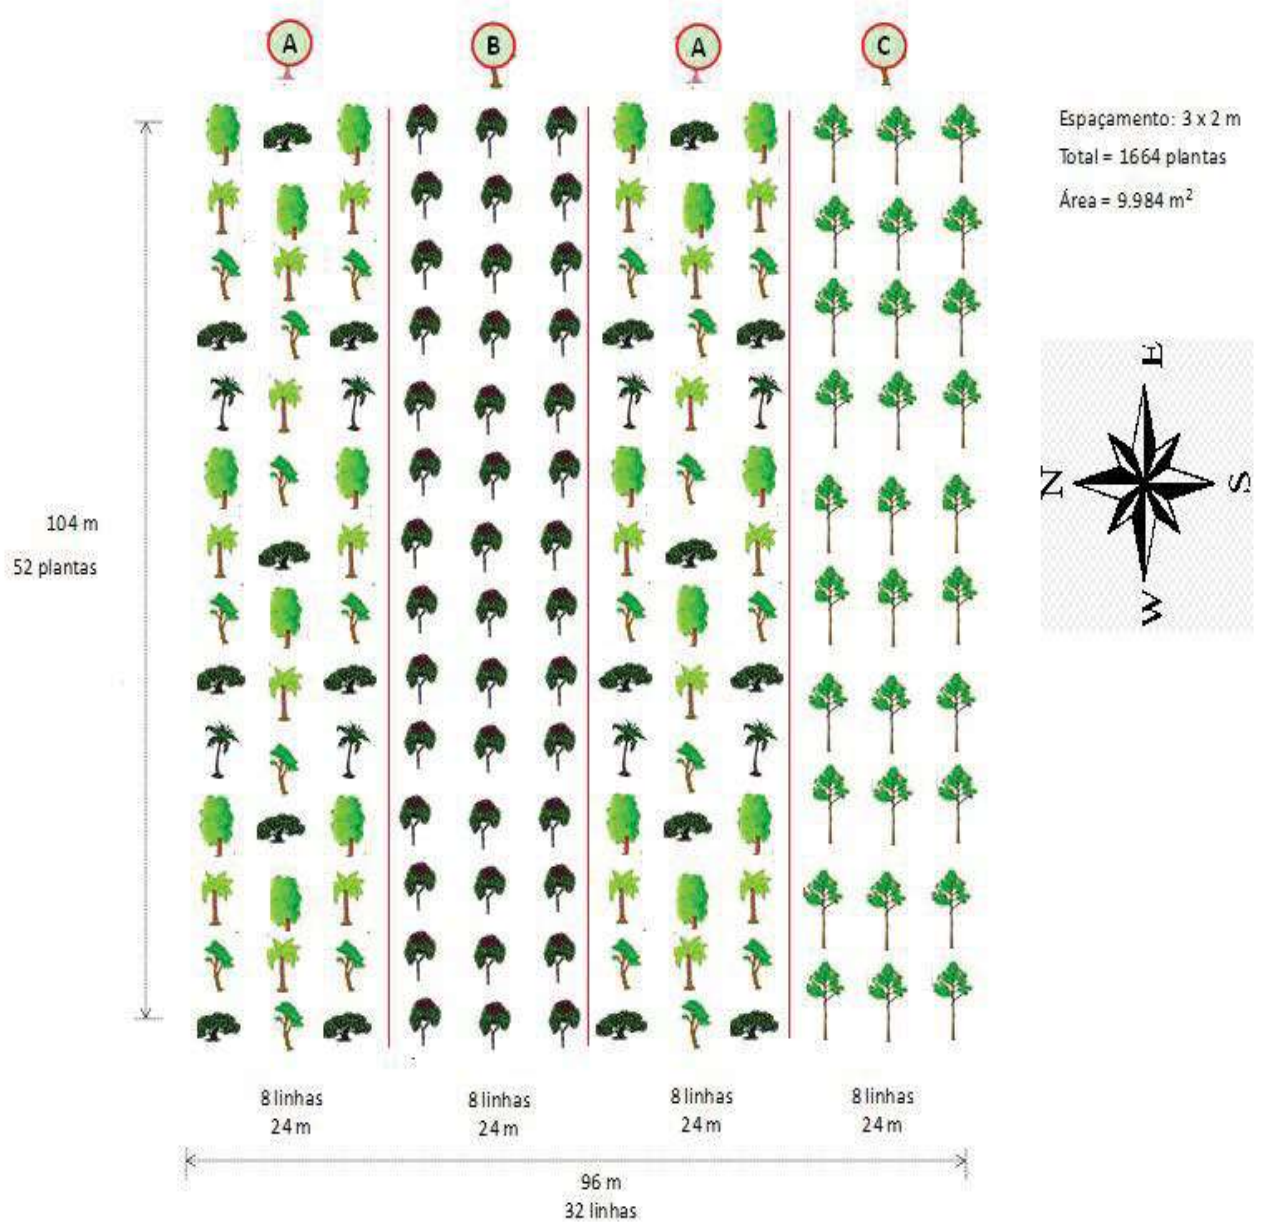 A
B
A
C
Espaçamento: 3 x 2 m
Total = 1664 plantas
Área = 9.984 m²
E
N
S
W
104 m
52 plantas
8 linhas
24 m
8 linhas
24 m
8 linhas
24 m
8 linhas
24 m
96 m
32 linhas